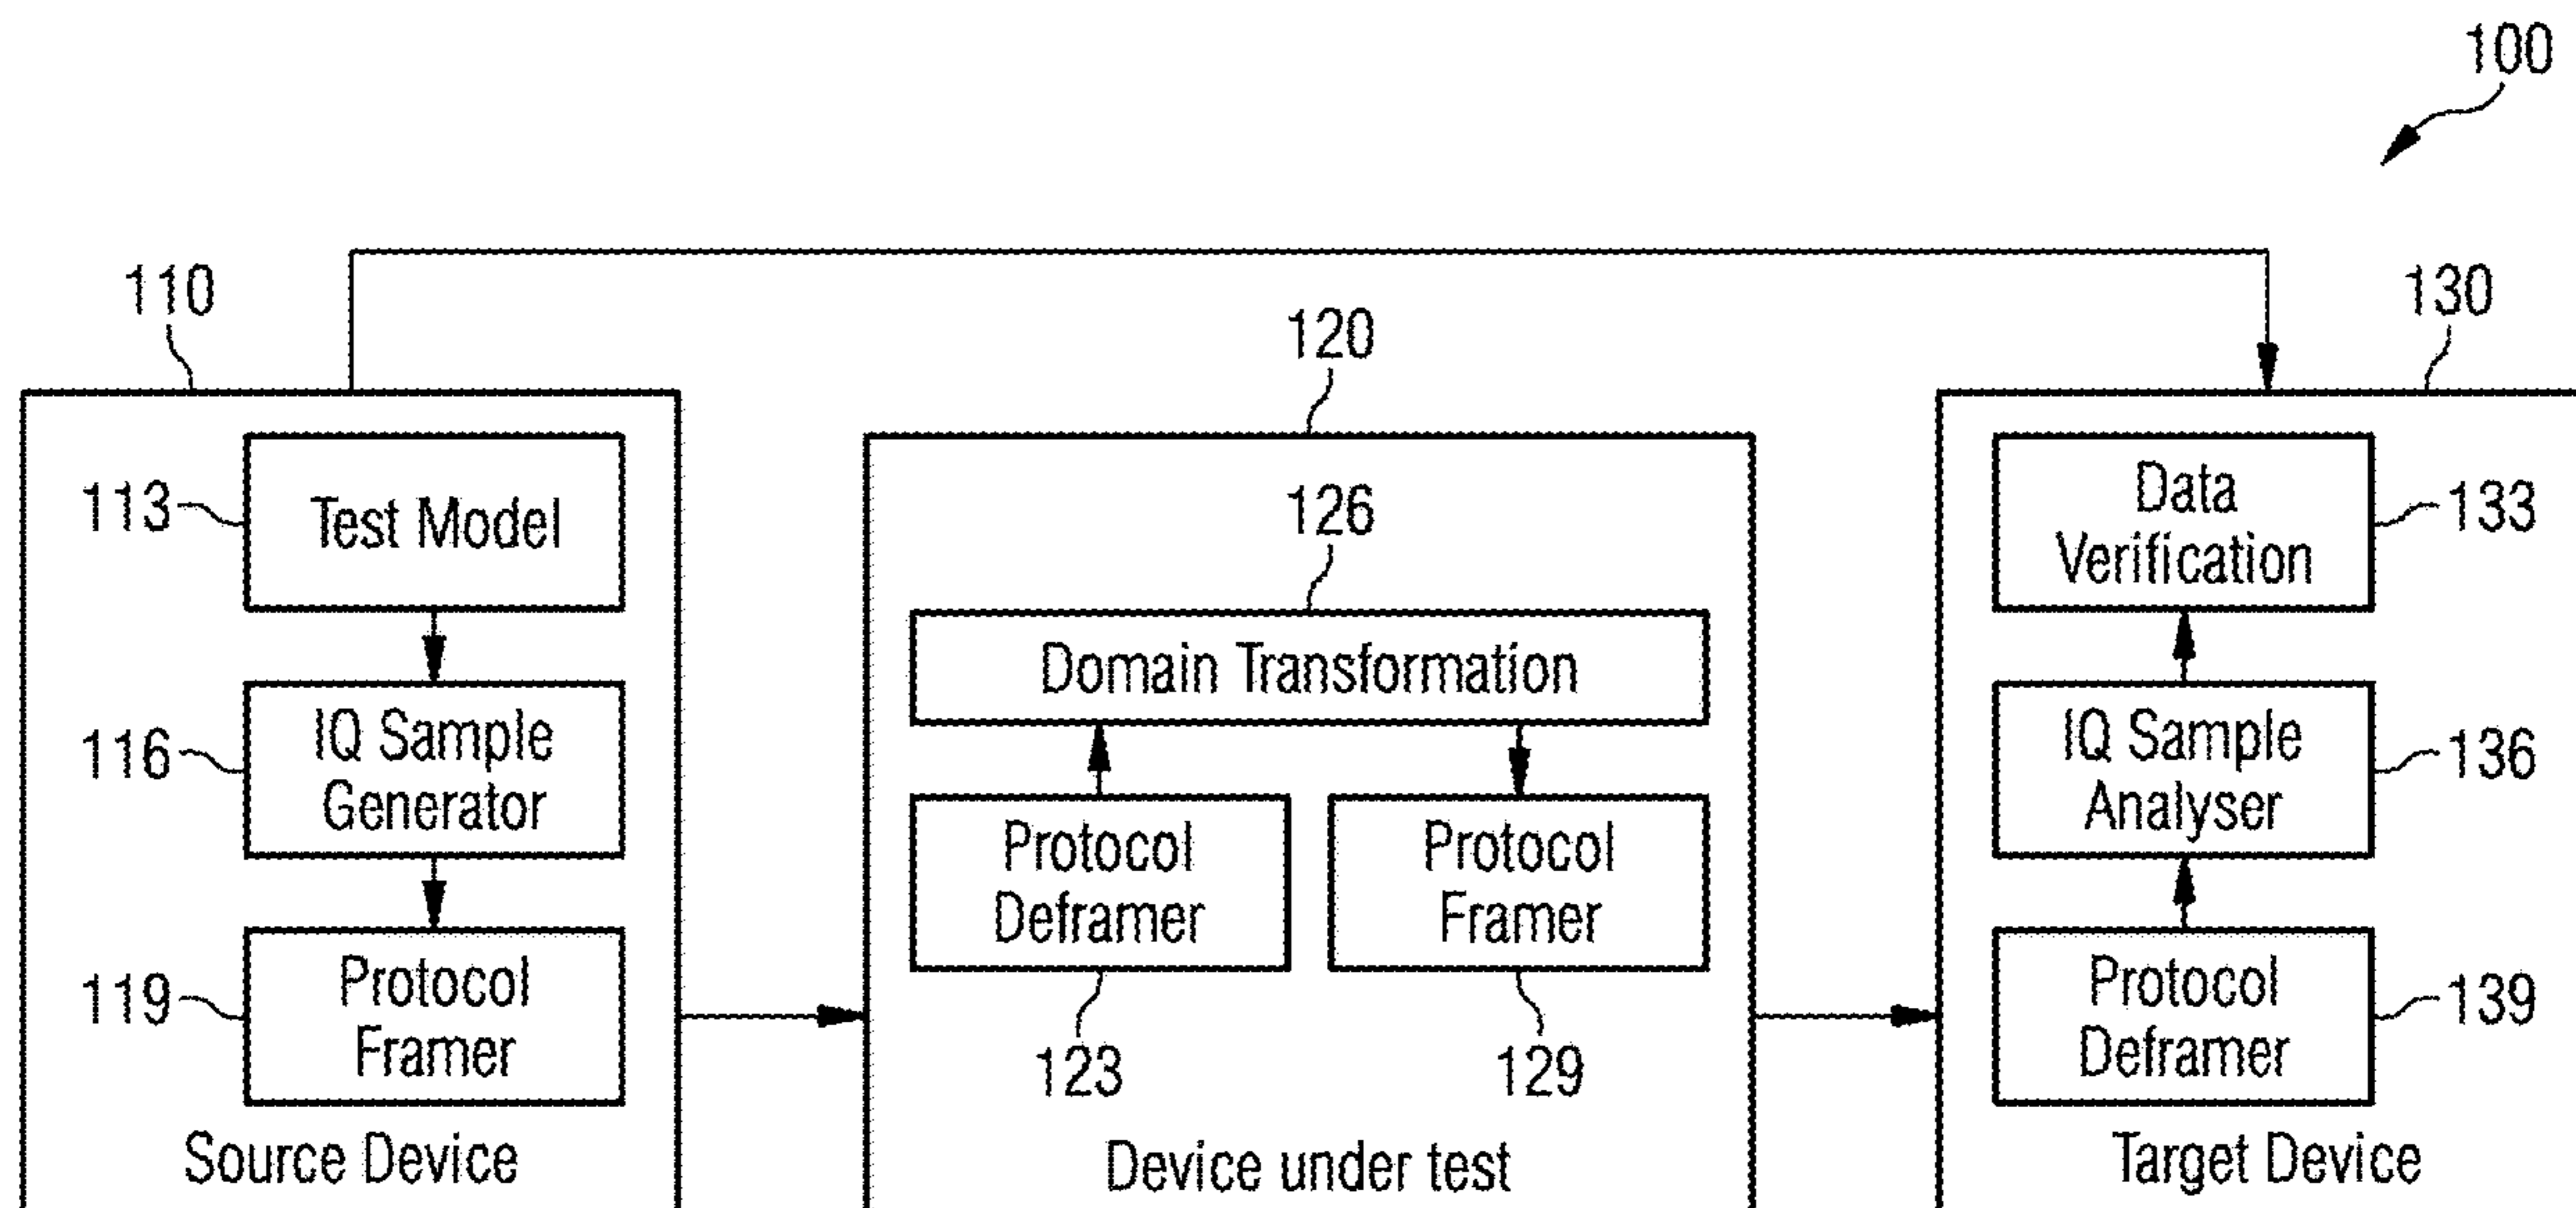 100
110
120
130
113
Test Model
126
Data
Verification
133
116
IQ Sample
Generator
Domain Transformation
IQ Sample
Analyser
136
119
Protocol
Framer
Protocol
Deframer
Protocol
Framer
123
129
Protocol
Deframer
139
Source Device
Device under test
Target Device